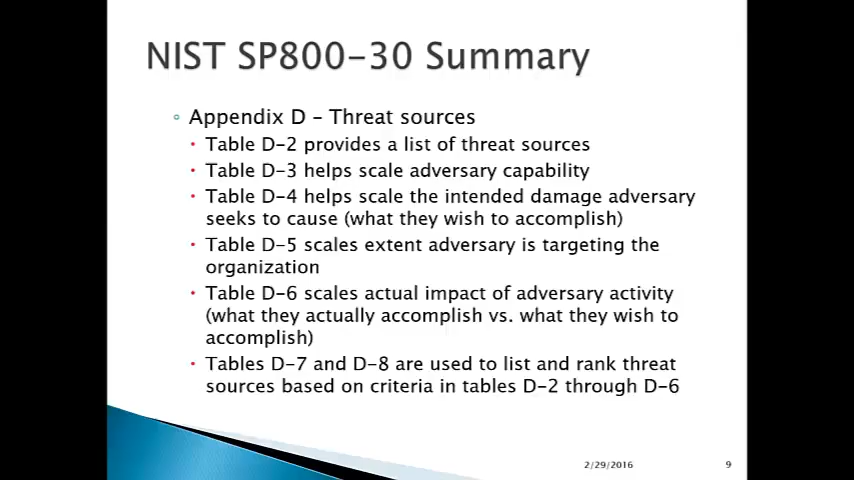 NIST SP800-30 Summary
◦ Appendix D – Threat sources
• Table D-2 provides a list of threat sources
• Table D-3 helps scale adversary capability
• Table D-4 helps scale the intended damage adversary
seeks to cause (what they wish to accomplish)
• Table D-5 scales extent adversary is targeting the
organization
• Table D-6 scales actual impact of adversary activity
(what they actually accomplish vs. what they wish to
accomplish)
• Tables D-7 and D-8 are used to list and rank threat
sources based on criteria in tables D-2 through D-6
2/29/2016 9